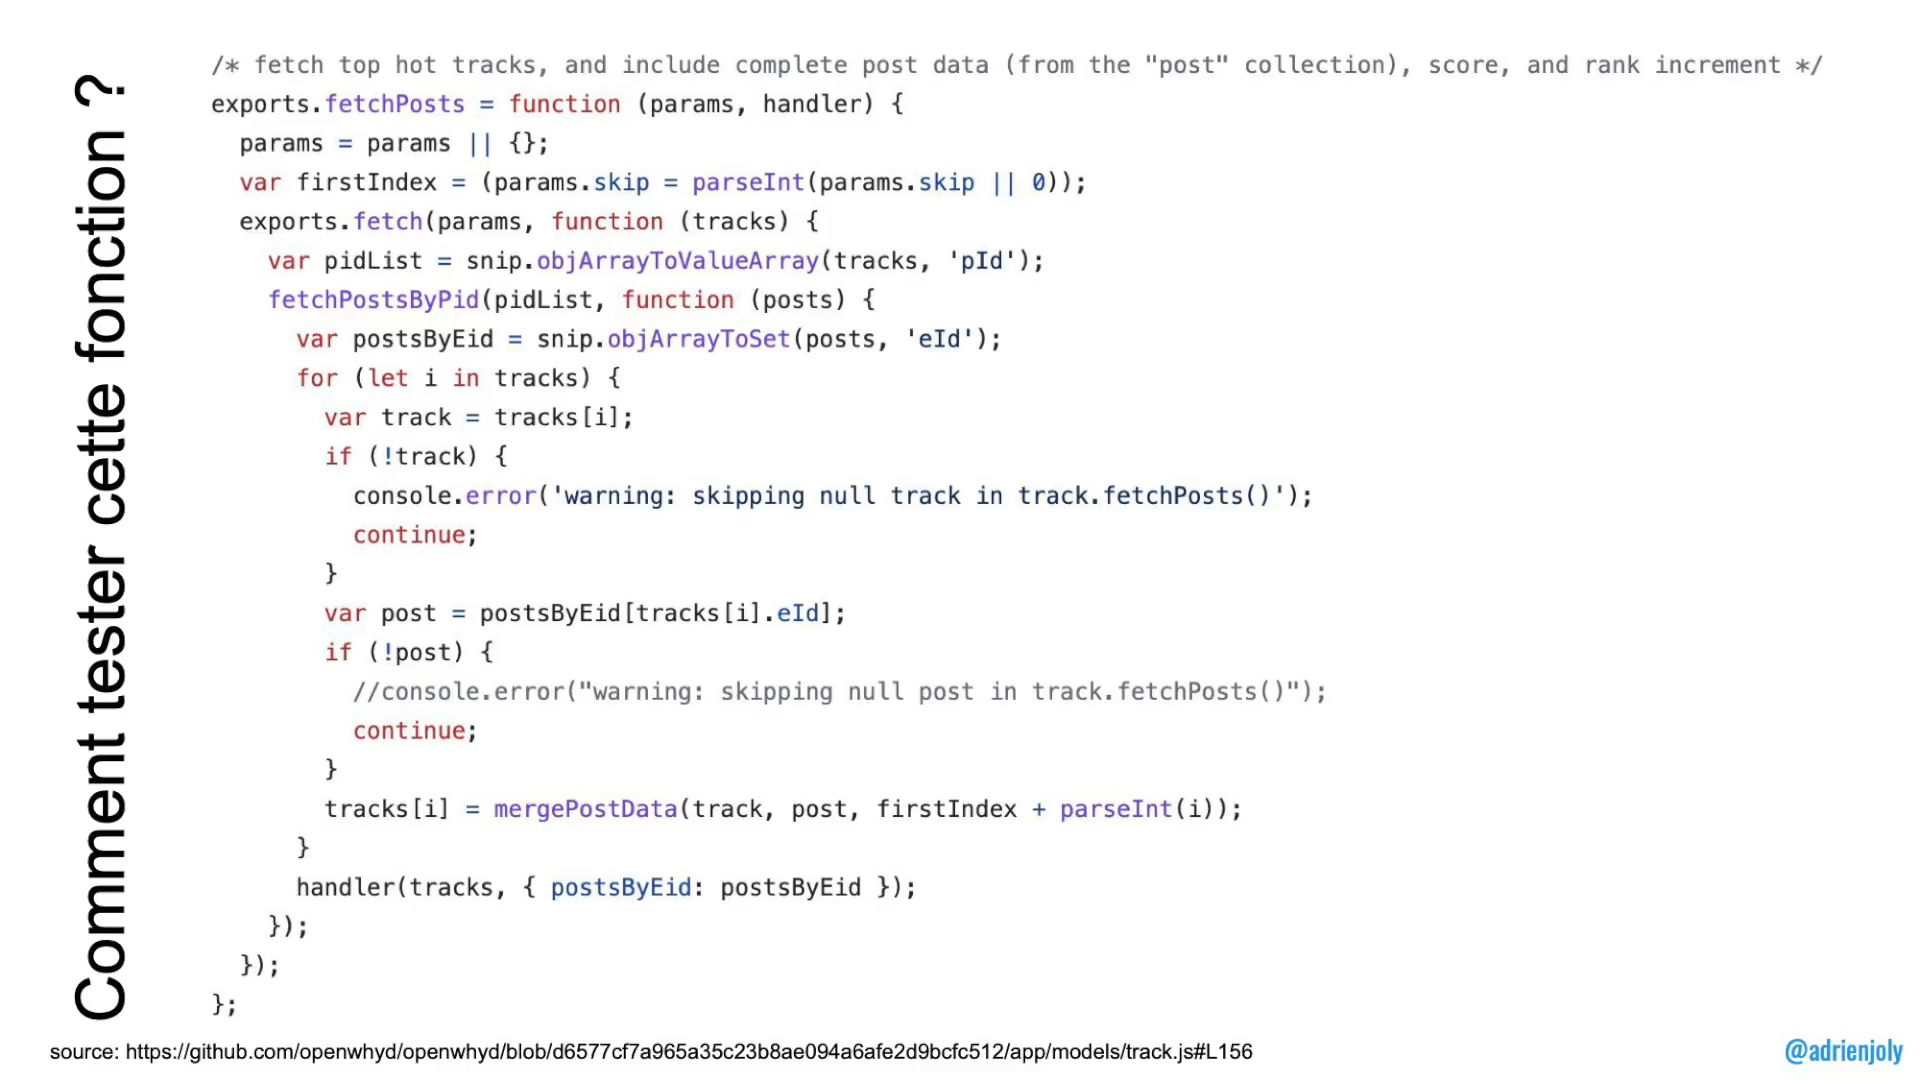 Comment tester cette fonction ?
/* fetch top hot tracks, and include complete post data (from the "post" collection), score, and rank increment */
exports.fetchPosts = function (params, handler) {
  params = params || {};
  var firstIndex = (params.skip = parseInt(params.skip || 0));
  exports.fetch(params, function (tracks) {
    var pidList = snip.objArrayToValueArray(tracks, 'pId');
    fetchPostsByPid(pidList, function (posts) {
      var postsByEid = snip.objArrayToSet(posts, 'eId');
      for (let i in tracks) {
        var track = tracks[i];
        if (!track) {
          console.error('warning: skipping null track in track.fetchPosts()');
          continue;
        }
        var post = postsByEid[tracks[i].eId];
        if (!post) {
          //console.error("warning: skipping null post in track.fetchPosts()");
          continue;
        }
        tracks[i] = mergePostData(track, post, firstIndex + parseInt(i));
      }
      handler(tracks, { postsByEid: postsByEid });
    });
  });
};
source: https://github.com/openwhyd/openwhyd/blob/d6577cf7a965a35c23b8ae094a6afe2d9bcfc512/app/models/track.js#L156
@adrienjoly